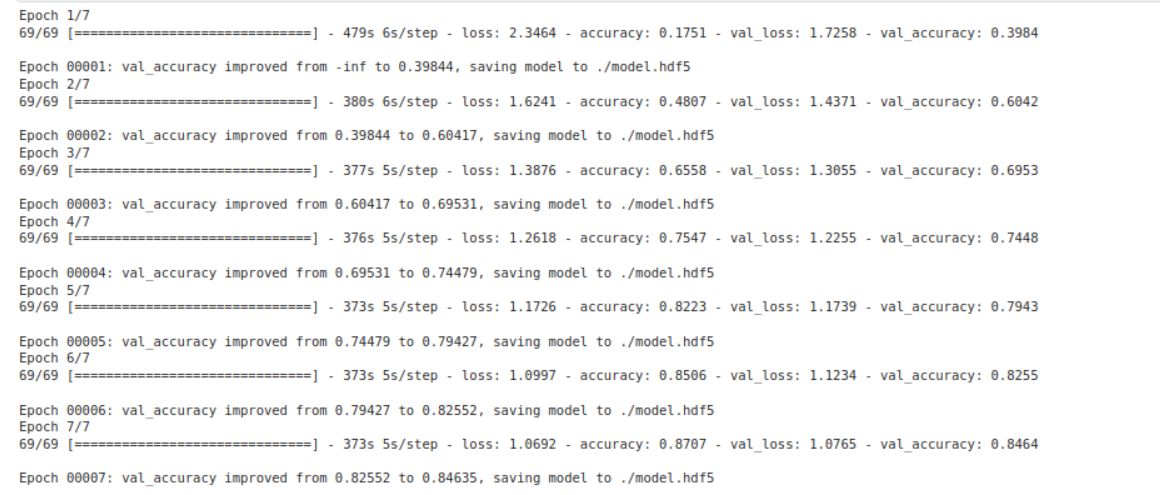 Epoch 1/7
69/69 [==============================] - 479s 6s/step - loss: 2.3464 - accuracy: 0.1751 - val_loss: 1.7258 - val_accuracy: 0.3984
Epoch 00001: val_accuracy improved from -inf to 0.39844, saving model to ./model.hdf5
Epoch 2/7
69/69 [==============================] - 380s 6s/step - loss: 1.6241 - accuracy: 0.4807 - val_loss: 1.4371 - val_accuracy: 0.6042
Epoch 00002: val_accuracy improved from 0.39844 to 0.60417, saving model to ./model.hdf5
Epoch 3/7
69/69 [==============================] - 377s 5s/step - loss: 1.3876 - accuracy: 0.6558 - val_loss: 1.3055 - val_accuracy: 0.6953
Epoch 00003: val_accuracy improved from 0.60417 to 0.69531, saving model to ./model.hdf5
Epoch 4/7
69/69 [==============================] - 376s 5s/step - loss: 1.2618 - accuracy: 0.7547 - val_loss: 1.2255 - val_accuracy: 0.7448
Epoch 00004: val_accuracy improved from 0.69531 to 0.74479, saving model to ./model.hdf5
Epoch 5/7
69/69 [==============================] - 373s 5s/step - loss: 1.1726 - accuracy: 0.8223 - val_loss: 1.1739 - val_accuracy: 0.7943
Epoch 00005: val_accuracy improved from 0.74479 to 0.79427, saving model to ./model.hdf5
Epoch 6/7
69/69 [==============================] - 373s 5s/step - loss: 1.0997 - accuracy: 0.8506 - val_loss: 1.1234 - val_accuracy: 0.8255
Epoch 00006: val_accuracy improved from 0.79427 to 0.82552, saving model to ./model.hdf5
Epoch 7/7
69/69 [==============================] - 373s 5s/step - loss: 1.0692 - accuracy: 0.8707 - val_loss: 1.0765 - val_accuracy: 0.8464
Epoch 00007: val_accuracy improved from 0.82552 to 0.84635, saving model to ./model.hdf5